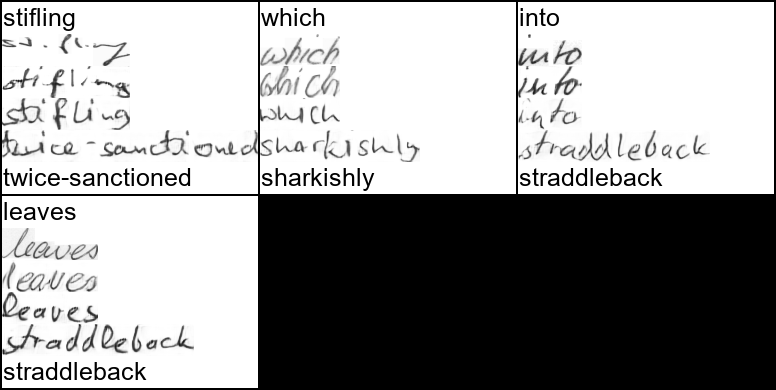 stifling
stifling
stifling
stifling
twice-sanctioned
twice-sanctioned
which
which
which
which
sharkishly
sharkishly
into
into
into
into
straddleback
straddleback
leaves
leaves
leaves
leaves
straddleback
straddleback